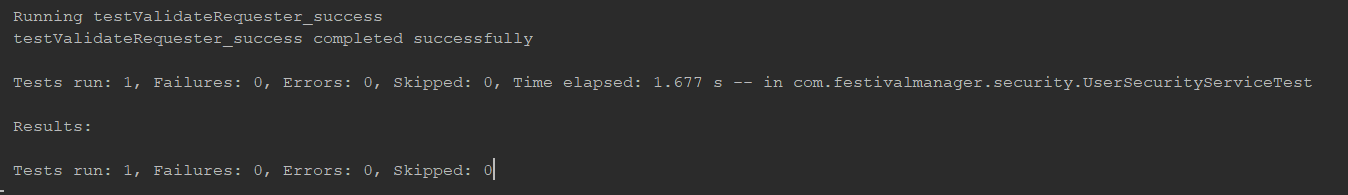 Running testValidateRequester_success
testValidateRequester_success completed successfully
Tests run: 1, Failures: 0, Errors: 0, Skipped: 0, Time elapsed: 1.677 s -- in com.festivalmanager.security.UserSecurityServiceTest
Results:
Tests run: 1, Failures: 0, Errors: 0, Skipped: 0